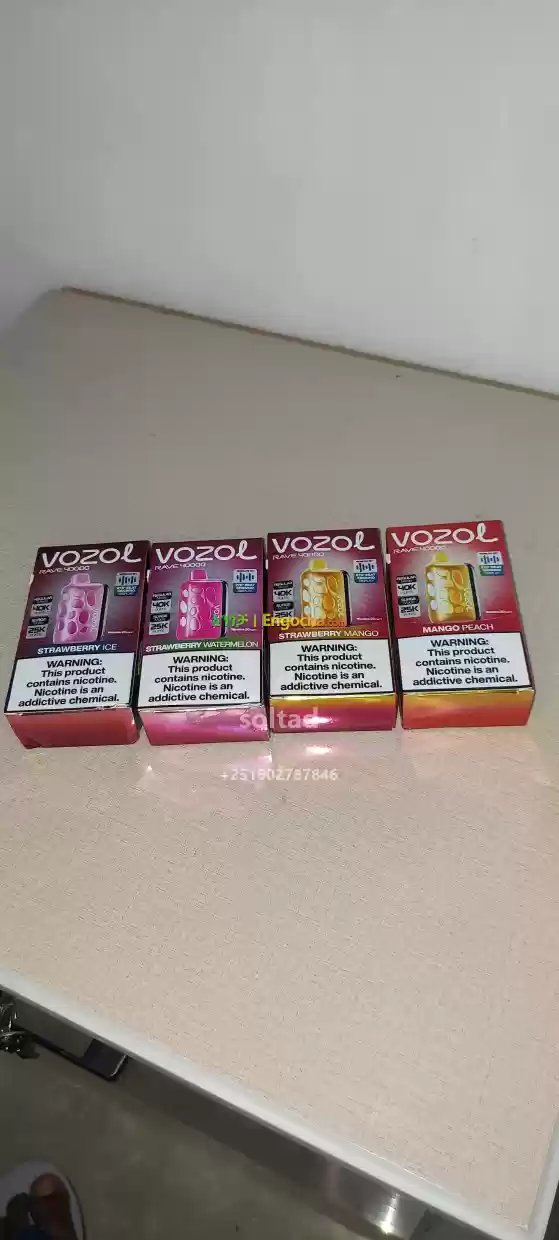 VOZOL
RAVE 40000
40K
25K
STRAWBERRY ICE
WARNING:
This product
contains nicotine.
Nicotine is an
addictive chemical.
VOZOL
RAVE 40000
40K
25K
STRAWBERRY WATERMELON
WARNING:
This product
contains nicotine.
Nicotine is an
addictive chemical.
VOZOL
RAVE 40000
40K
25K
STRAWBERRY MANGO
WARNING:
This product
contains nicotine.
Nicotine is an
addictive chemical.
VOZOL
RAVE 40000
40K
25K
MANGO PEACH
WARNING:
This product
contains nicotine.
Nicotine is an
addictive chemical.
soltad
+251902787846